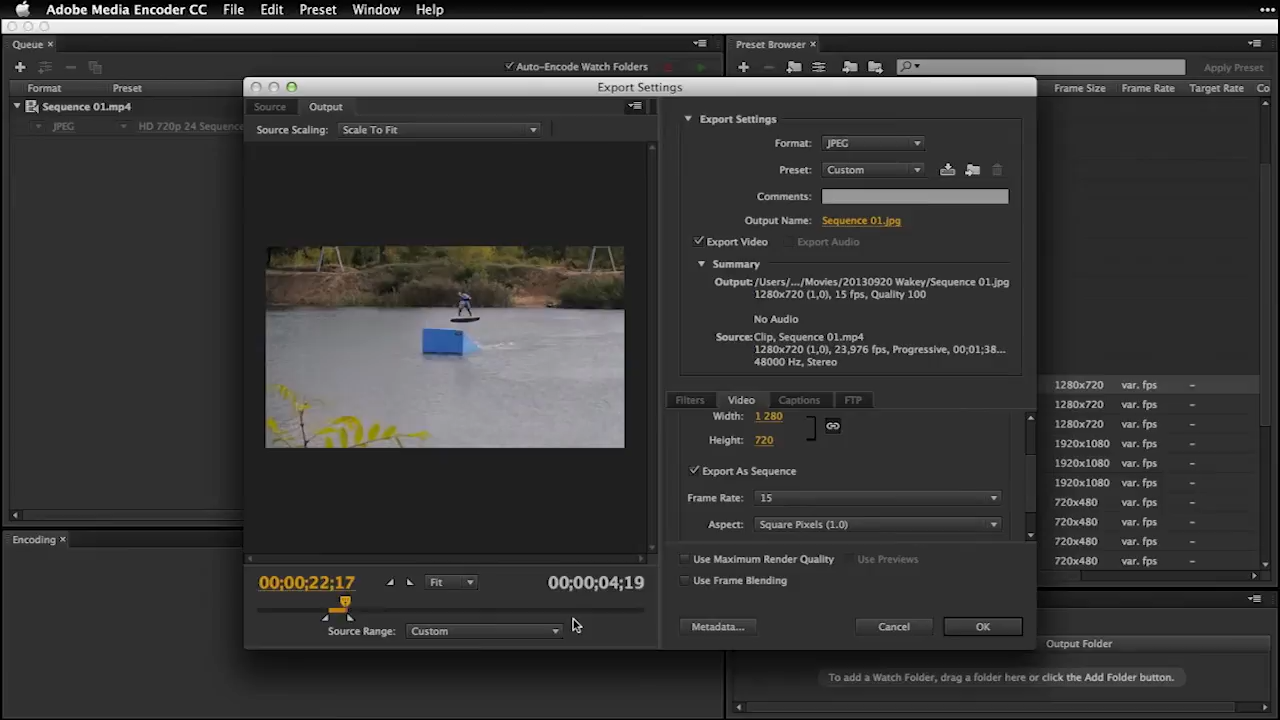 Adobe Media Encoder CC File Edit Preset Window Help
Queue
Preset Browser
Auto-Encode Watch Folders
Apply Preset
Format Preset
Frame Size Frame Rate Target Rate Co
Sequence 01.mp4
JPEG HD 720p 24 Sequenc
Export Settings
Source Output
Source Scaling: Scale To Fit
Export Settings
Format: JPEG
Preset: Custom
Comments:
Output Name: Sequence 01.jpg
Export Video Export Audio
Summary
Output: /Users/.../Movies/20130920 Wakey/Sequence 01.jpg
1280x720 (1,0), 15 fps, Quality 100
No Audio
Source: Clip, Sequence 01.mp4
1280x720 (1,0), 23,976 fps, Progressive, 00;01;38...
48000 Hz, Stereo
Filters Video Captions FTP
Width: 1 280
Height: 720
Export As Sequence
Frame Rate: 15
Aspect: Square Pixels (1.0)
Use Maximum Render Quality Use Previews
Use Frame Blending
00;00;22;17 Fit 00;00;04;19
Source Range: Custom
Metadata... Cancel OK
1280x720 var. fps -
1280x720 var. fps -
1280x720 var. fps -
1280x720 var. fps -
1920x1080 var. fps -
1920x1080 var. fps -
720x480 var. fps -
720x480 var. fps -
720x480 var. fps -
720x480 var. fps -
Encoding
Output Folder
To add a Watch Folder, drag a folder here or click the Add Folder button.